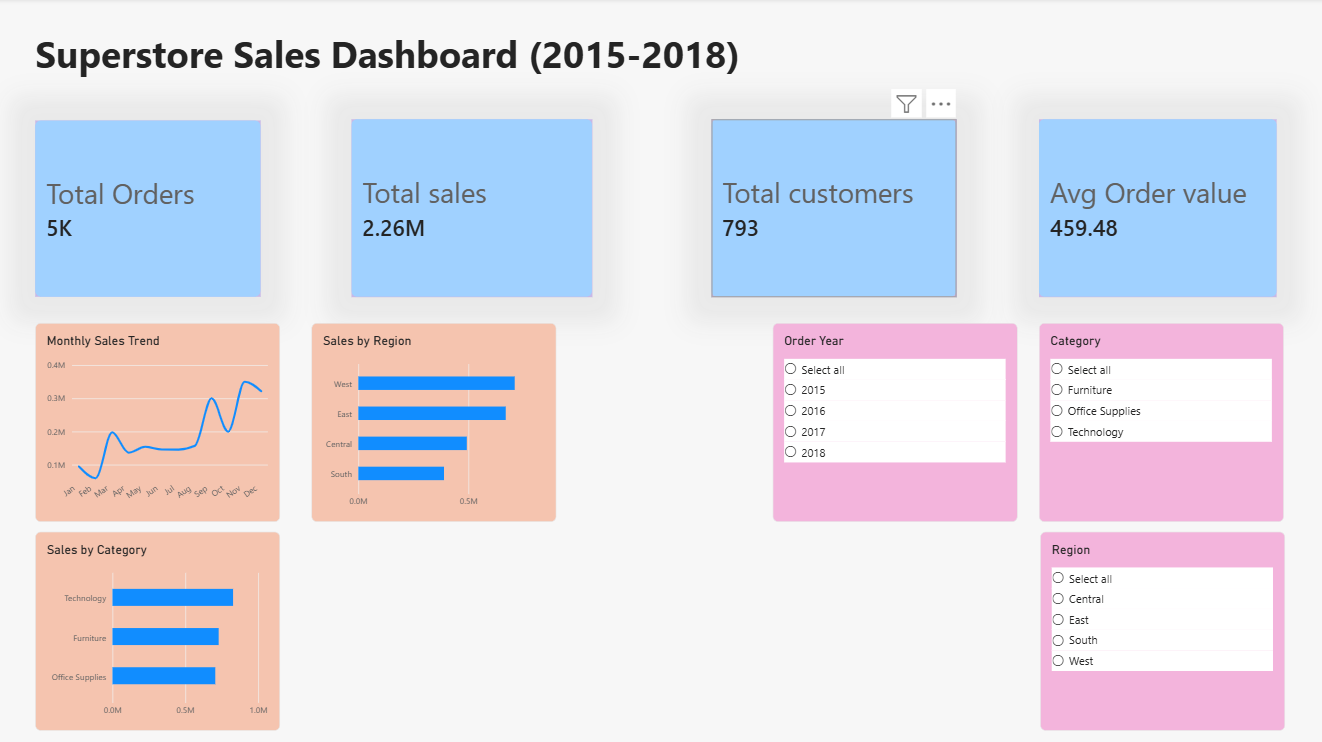 Superstore Sales Dashboard (2015-2018)
Total Orders
5K
Total sales
2.26M
Total customers
793
Avg Order value
459.48
Monthly Sales Trend
0.4M
0.3M
0.2M
0.1M
Jan Feb Mar Apr May Jun Jul Aug Sep Oct Nov Dec
Sales by Region
West
East
Central
South
0.0M 0.5M
Order Year
Select all
2015
2016
2017
2018
Category
Select all
Furniture
Office Supplies
Technology
Sales by Category
Technology
Furniture
Office Supplies
0.0M 0.5M 1.0M
Region
Select all
Central
East
South
West